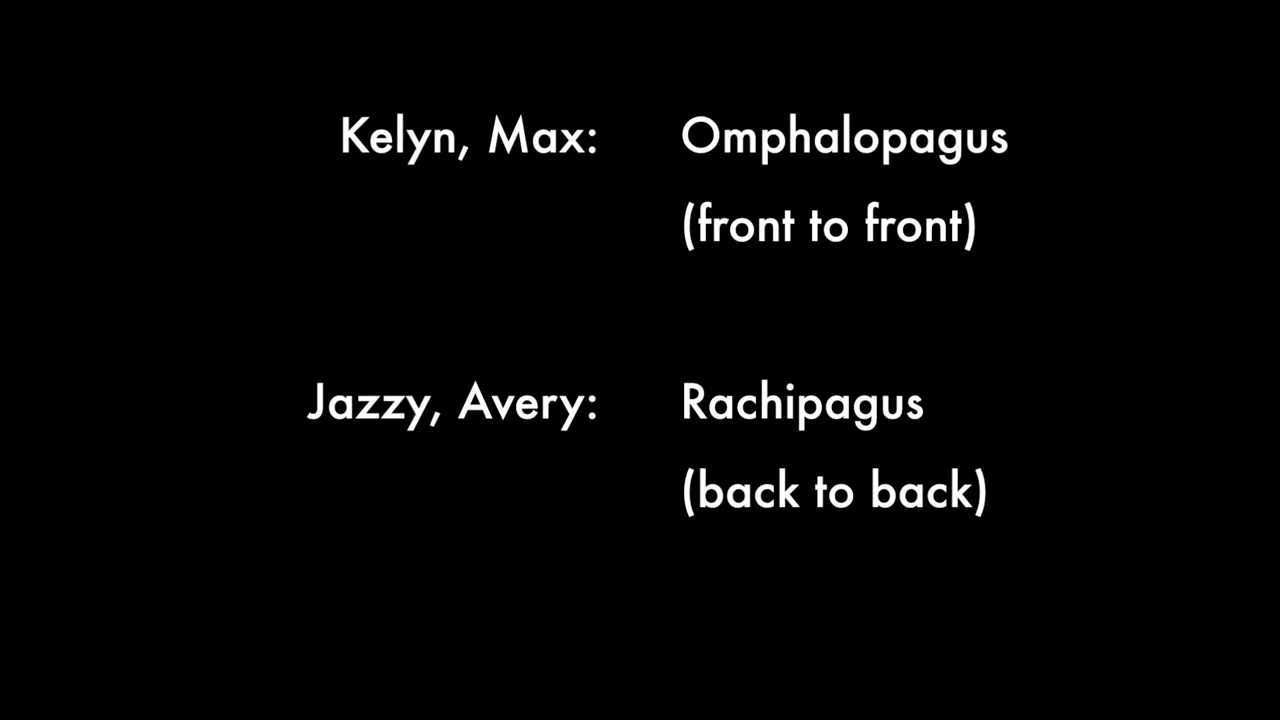 Kelyn, Max: Omphalopagus
(front to front)
Jazzy, Avery: Rachipagus
(back to back)